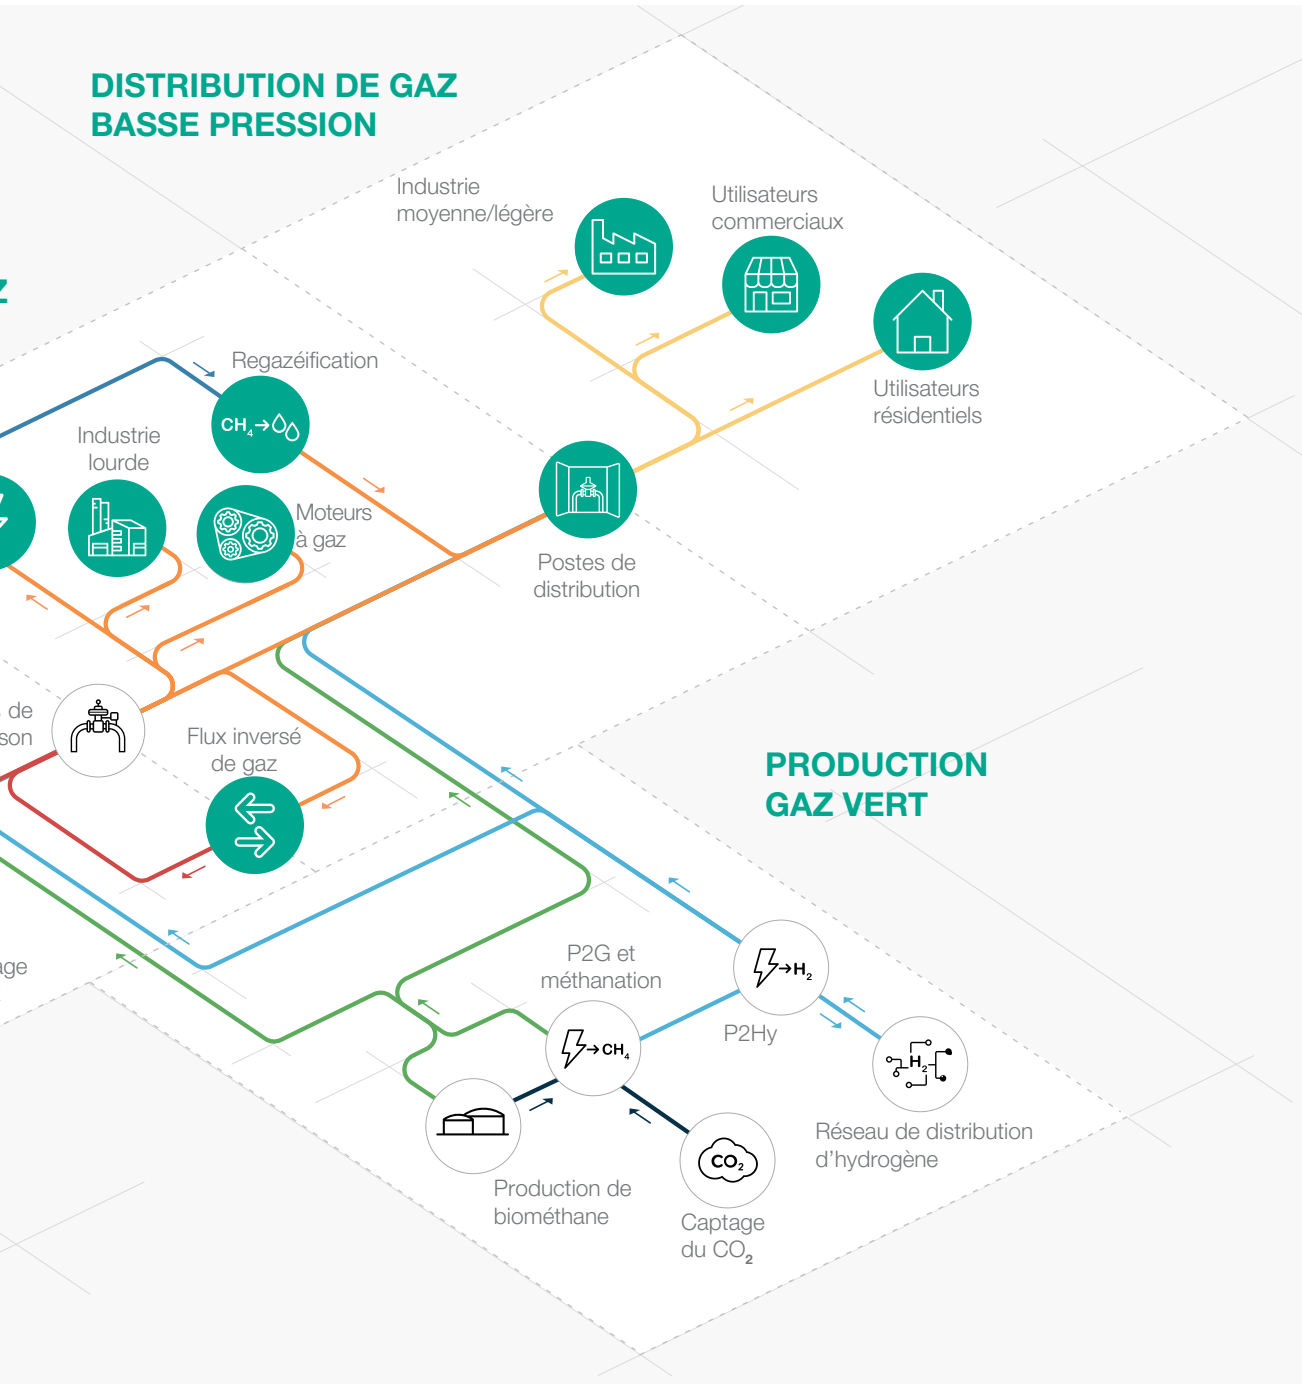 DISTRIBUTION DE GAZ
BASSE PRESSION
Industrie
moyenne/légère
Utilisateurs
commerciaux
Z
Regazéification
CH₄→
Utilisateurs
résidentiels
Industrie
lourde
Moteurs
à gaz
Postes de
distribution
de
Flux inversé
de gaz
PRODUCTION
GAZ VERT
P2G et
méthanation
→H₂
P2Hy
→CH₄
H₂
CO₂
Réseau de distribution
d’hydrogène
Production de
biométhane
Captage
du CO₂